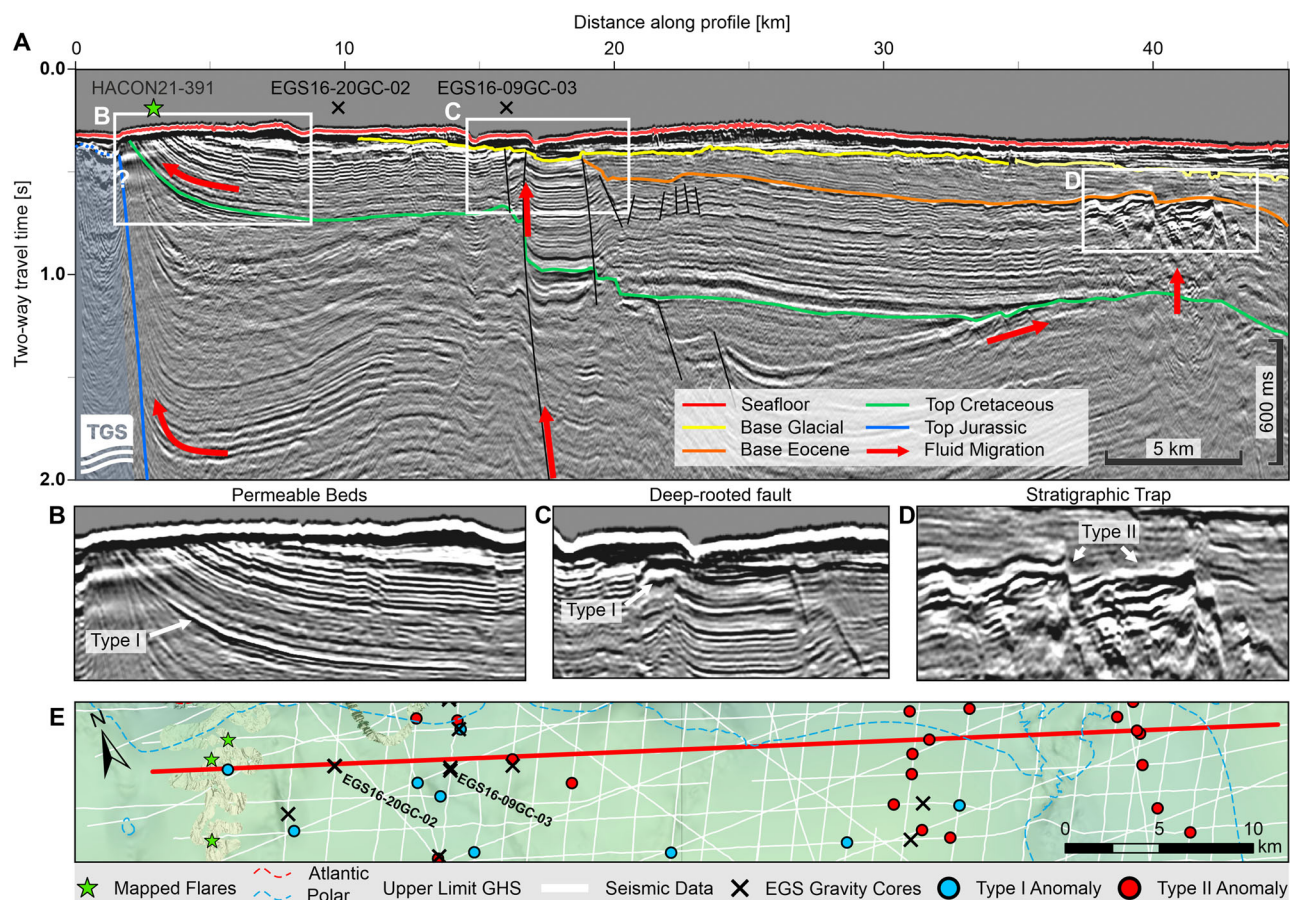 Distance along profile [km]
A
0 10 20 30 40
0.0
HACON21-391 EGS16-20GC-02 EGS16-09GC-03
B C
?
D
Two-way travel time [s]
1.0
Seafloor Top Cretaceous
Base Glacial Top Jurassic
Base Eocene Fluid Migration
5 km
600 ms
TGS
2.0
Permeable Beds Deep-rooted fault Stratigraphic Trap
B C D
Type II
Type I Type I
E
N
EGS16-20GC-02
EGS16-09GC-03
0 5 10
km
Mapped Flares Atlantic
Polar Upper Limit GHS Seismic Data EGS Gravity Cores Type I Anomaly Type II Anomaly